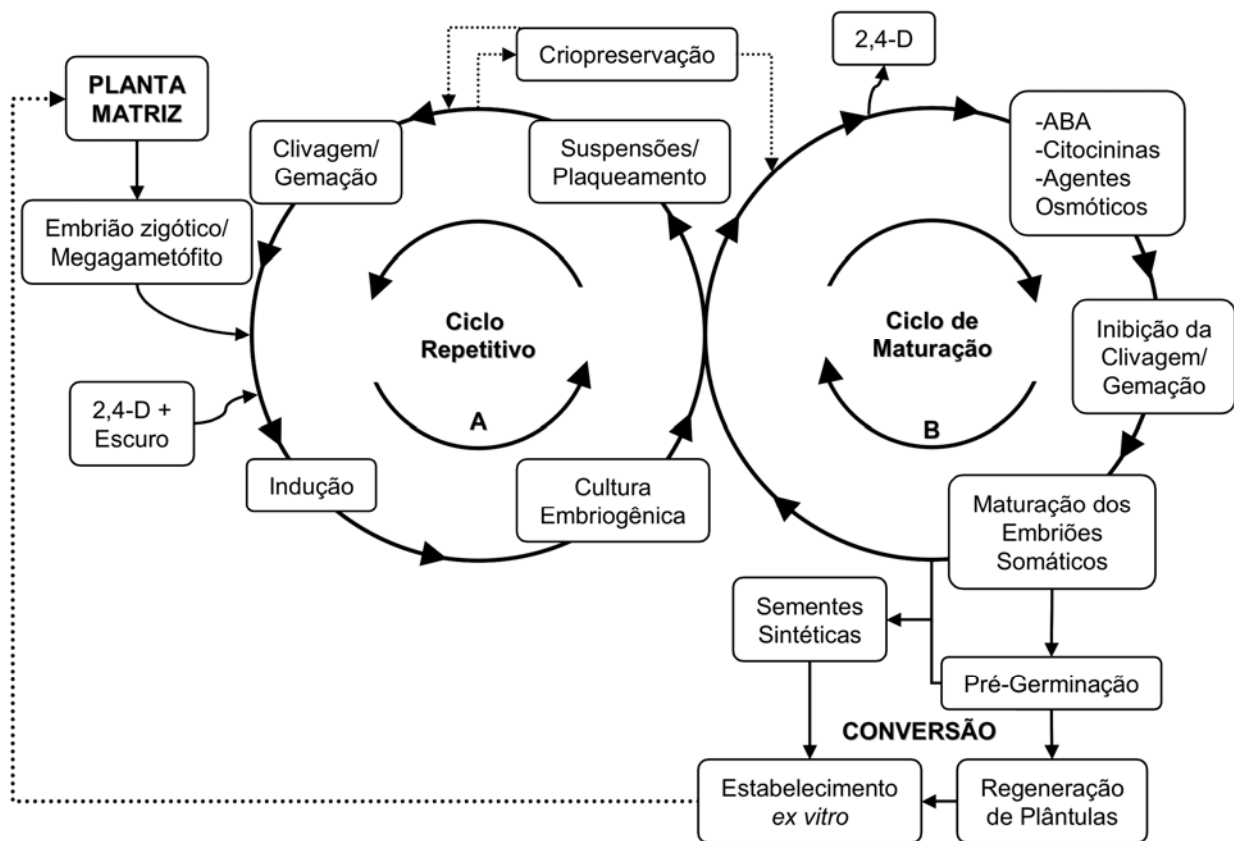 2,4-D
Criopreservação
PLANTA
MATRIZ
Clivagem/
Gemação
Suspensões/
Plaqueamento
-ABA
-Citocininas
-Agentes
Osmóticos
Embrião zigótico/
Megagametófito
Ciclo
Repetitivo
A
Ciclo de
Maturação
B
Inibição da
Clivagem/
Gemação
2,4-D +
Escuro
Indução
Cultura
Embriogênica
Maturação dos
Embriões
Somáticos
Sementes
Sintéticas
Pré-Germinação
CONVERSÃO
Estabelecimento
ex vitro
Regeneração
de Plântulas